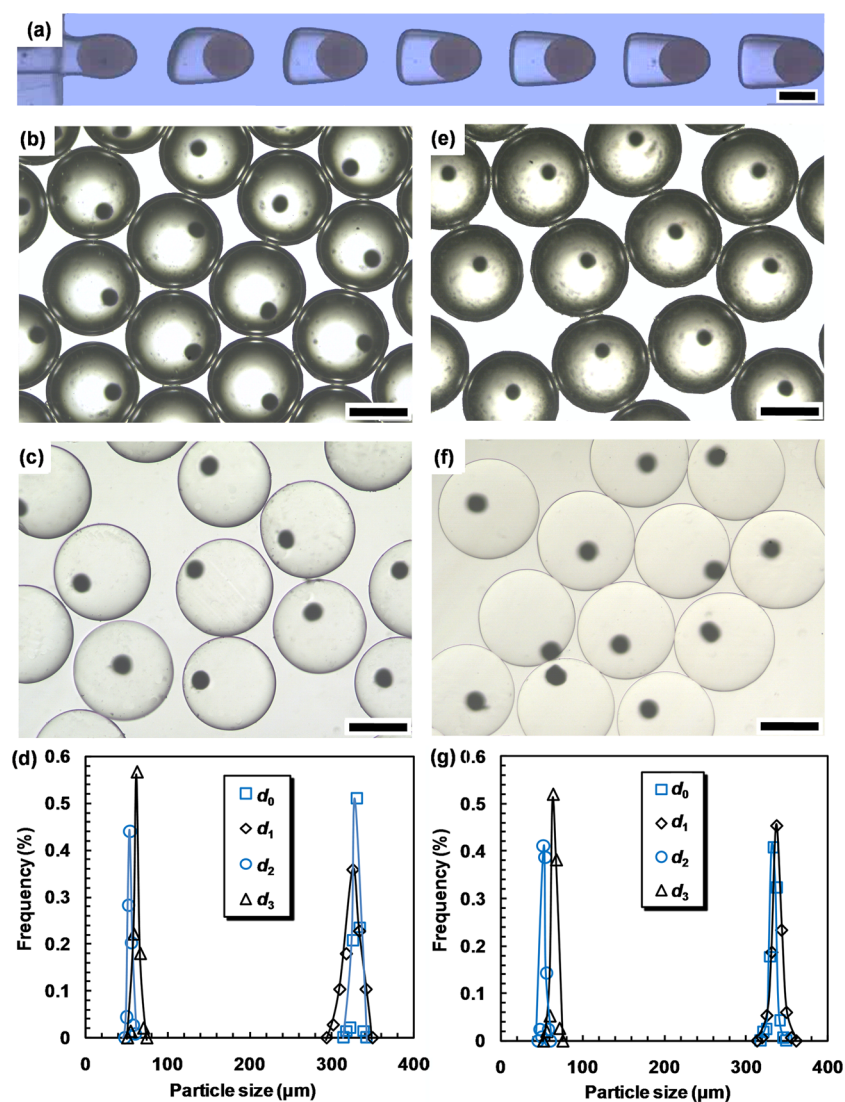 (a)
(b)
(e)
(c)
(f)
(d)
0.6
0.5
0.4
0.3
0.2
0.1
0
Frequency (%)
d0
d1
d2
d3
0 100 200 300 400
Particle size (μm)
(g)
0.6
0.5
0.4
0.3
0.2
0.1
0
Frequency (%)
d0
d1
d2
d3
0 100 200 300 400
Particle size (μm)